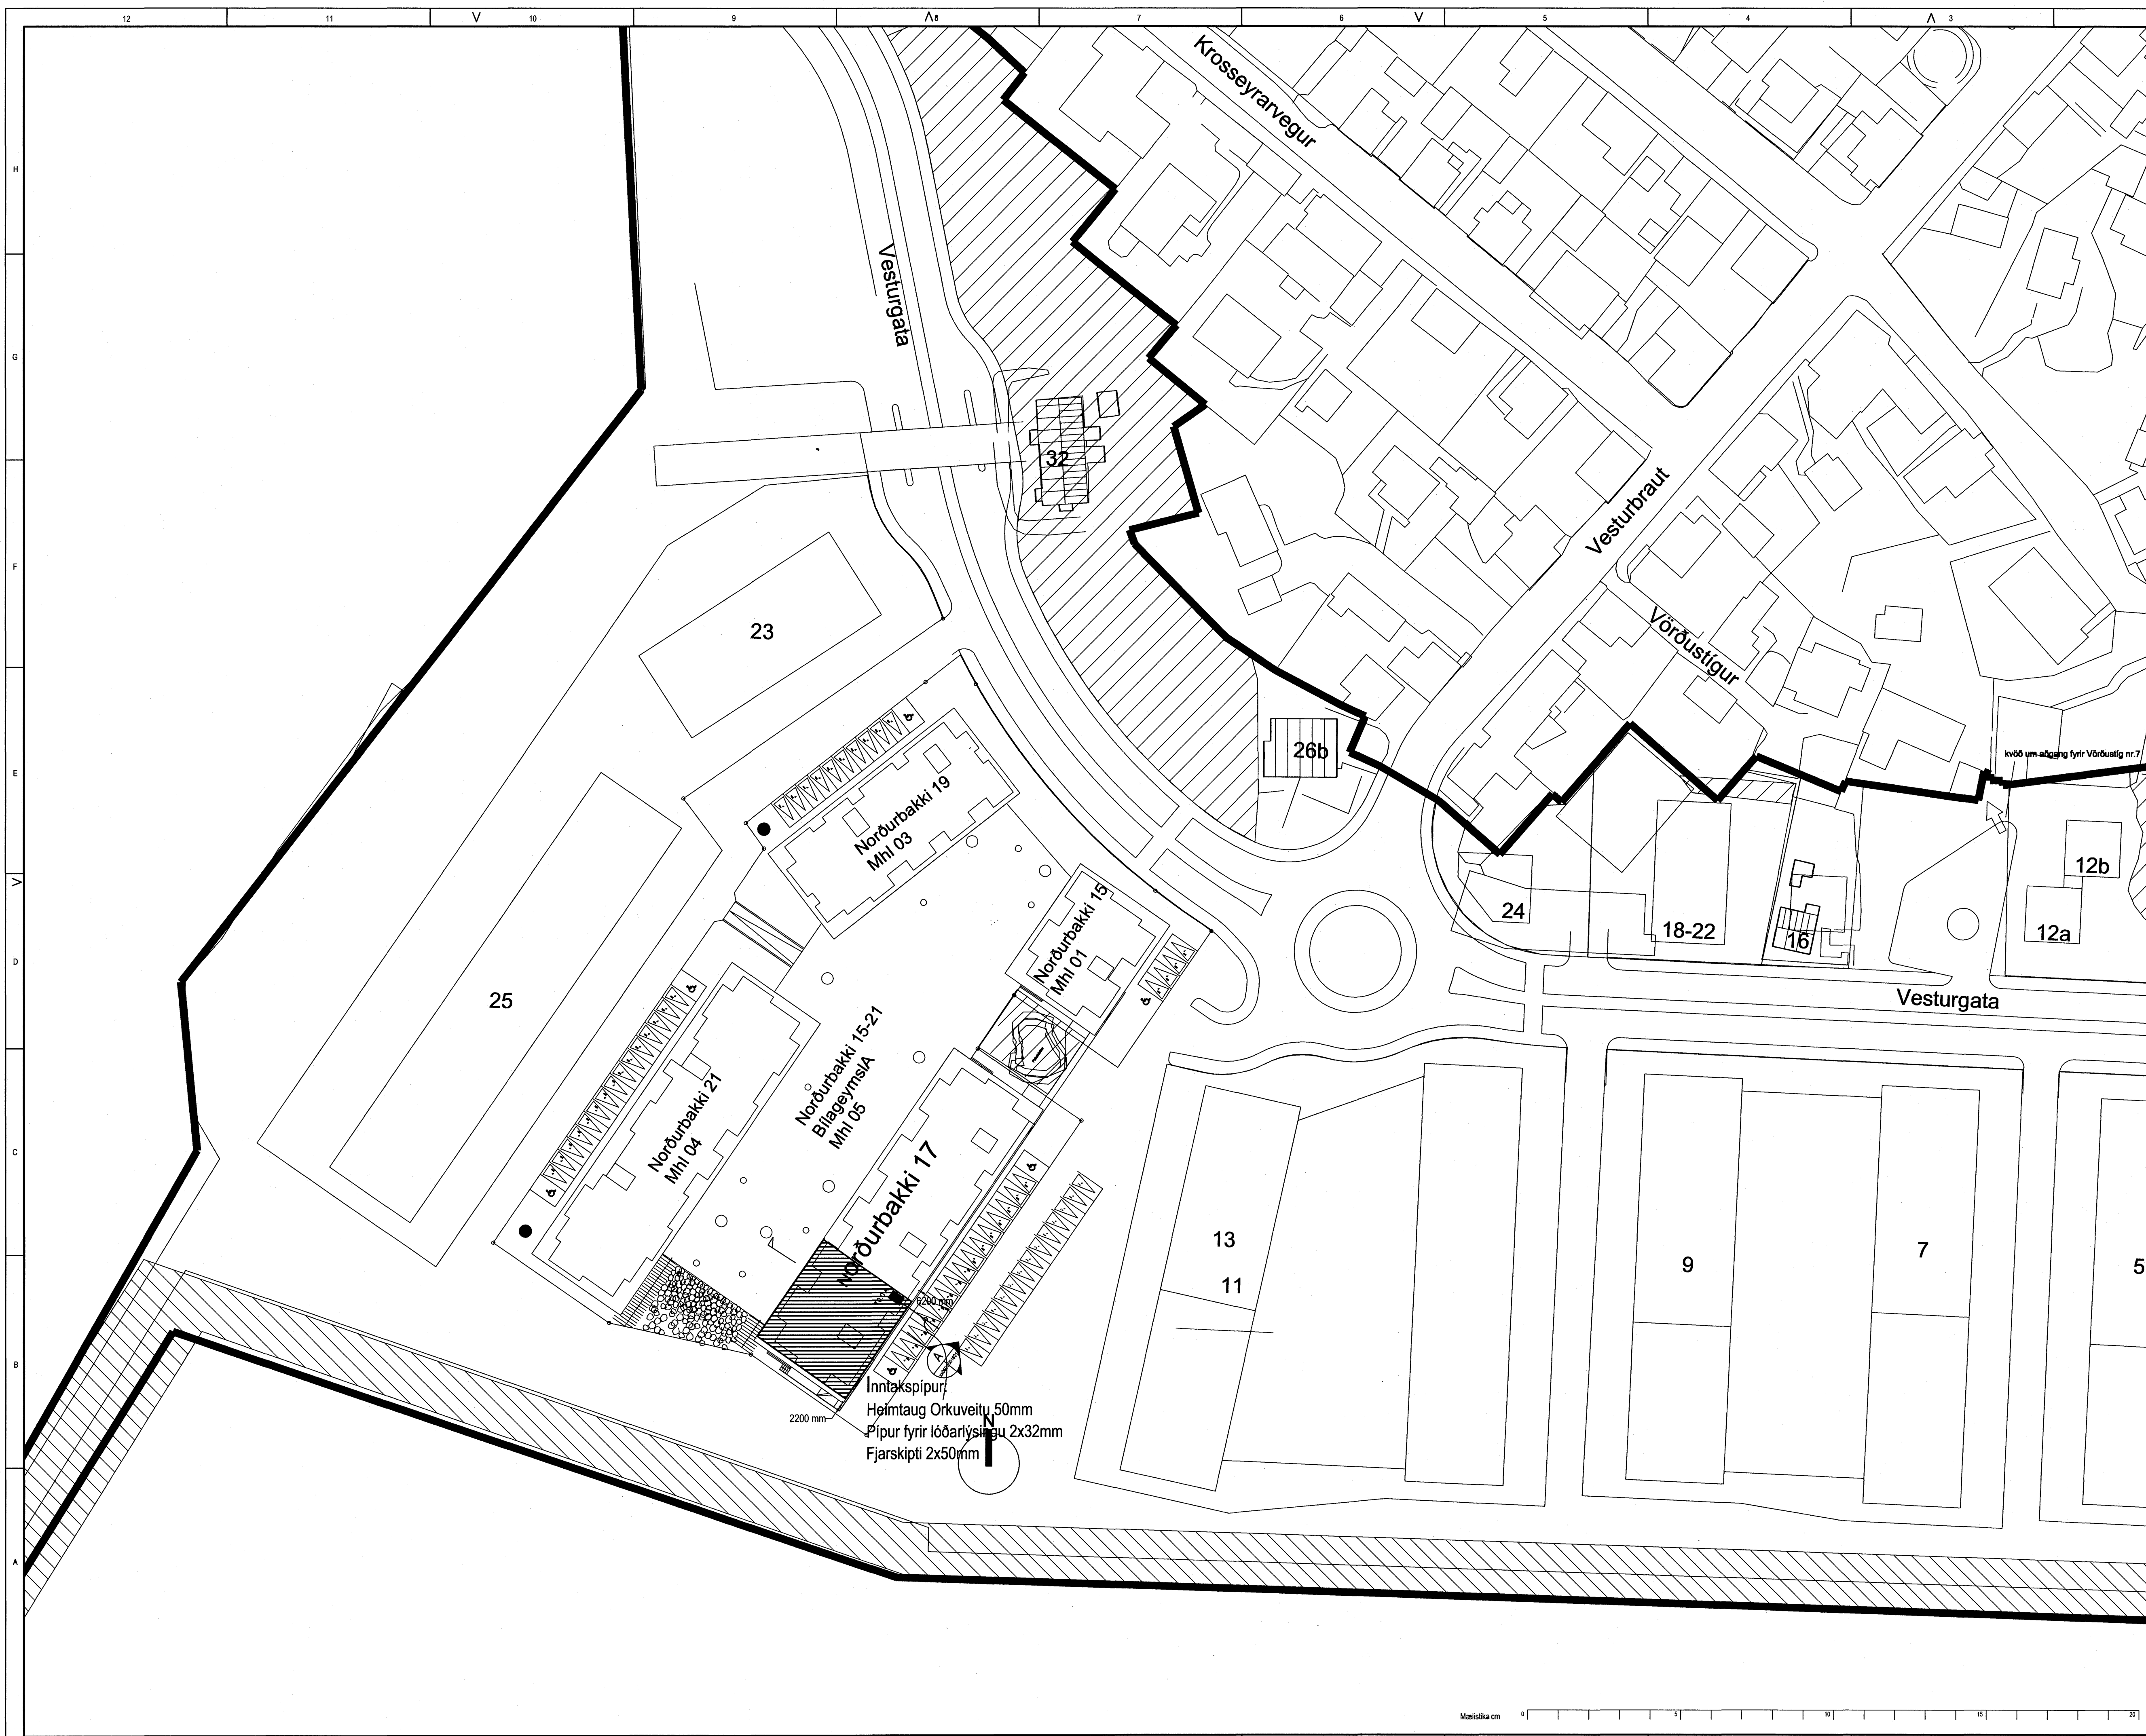 12 11 10 9 8 7 6 5 4 3
H
G
F
E
D
C
B
A
Krosseyrarvegur
Vesturgata
32
Vesturbraut
Vörðustígur
23
26b
kvöð um aðgang fyrir Vörðustíg nr.7
Norðurbakki 19
Mhl 03
12b
24
18-22
16
12a
Norðurbakki 15
Mhl 01
25
Vesturgata
Norðurbakki 15-21
BílageymslA
Mhl 05
Norðurbakki 21
Mhl 04
Norðurbakki 17
13
11
9
7
5
6200 mm
A
2200 mm
Inntakspípur:
Heimtaug Orkuveitu 50mm
Pípur fyrir lóðarlýsingu 2x32mm
Fjarskipti 2x50mm
N
Mælistika cm 0 5 10 15 20